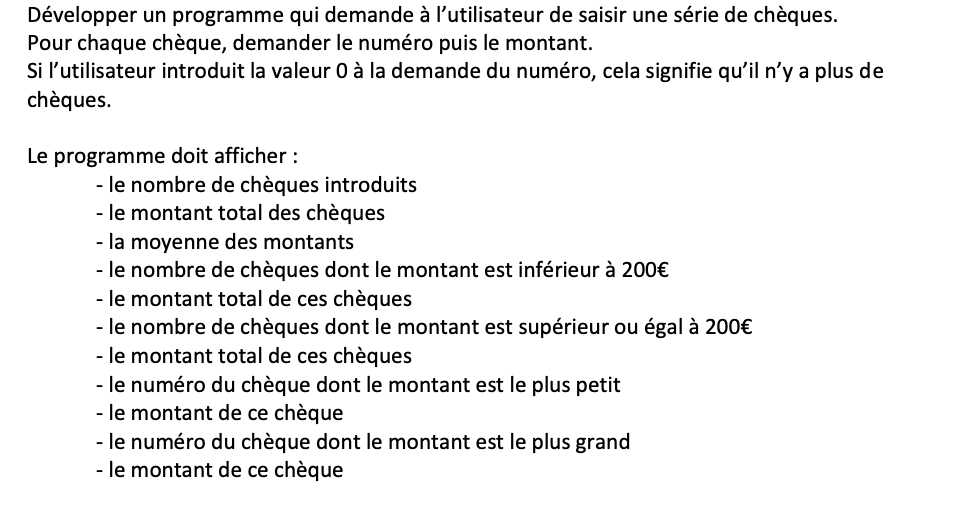 Développer un programme qui demande à l’utilisateur de saisir une série de chèques.
Pour chaque chèque, demander le numéro puis le montant.
Si l’utilisateur introduit la valeur 0 à la demande du numéro, cela signifie qu’il n’y a plus de
chèques.
Le programme doit afficher :
- le nombre de chèques introduits
- le montant total des chèques
- la moyenne des montants
- le nombre de chèques dont le montant est inférieur à 200€
- le montant total de ces chèques
- le nombre de chèques dont le montant est supérieur ou égal à 200€
- le montant total de ces chèques
- le numéro du chèque dont le montant est le plus petit
- le montant de ce chèque
- le numéro du chèque dont le montant est le plus grand
- le montant de ce chèque